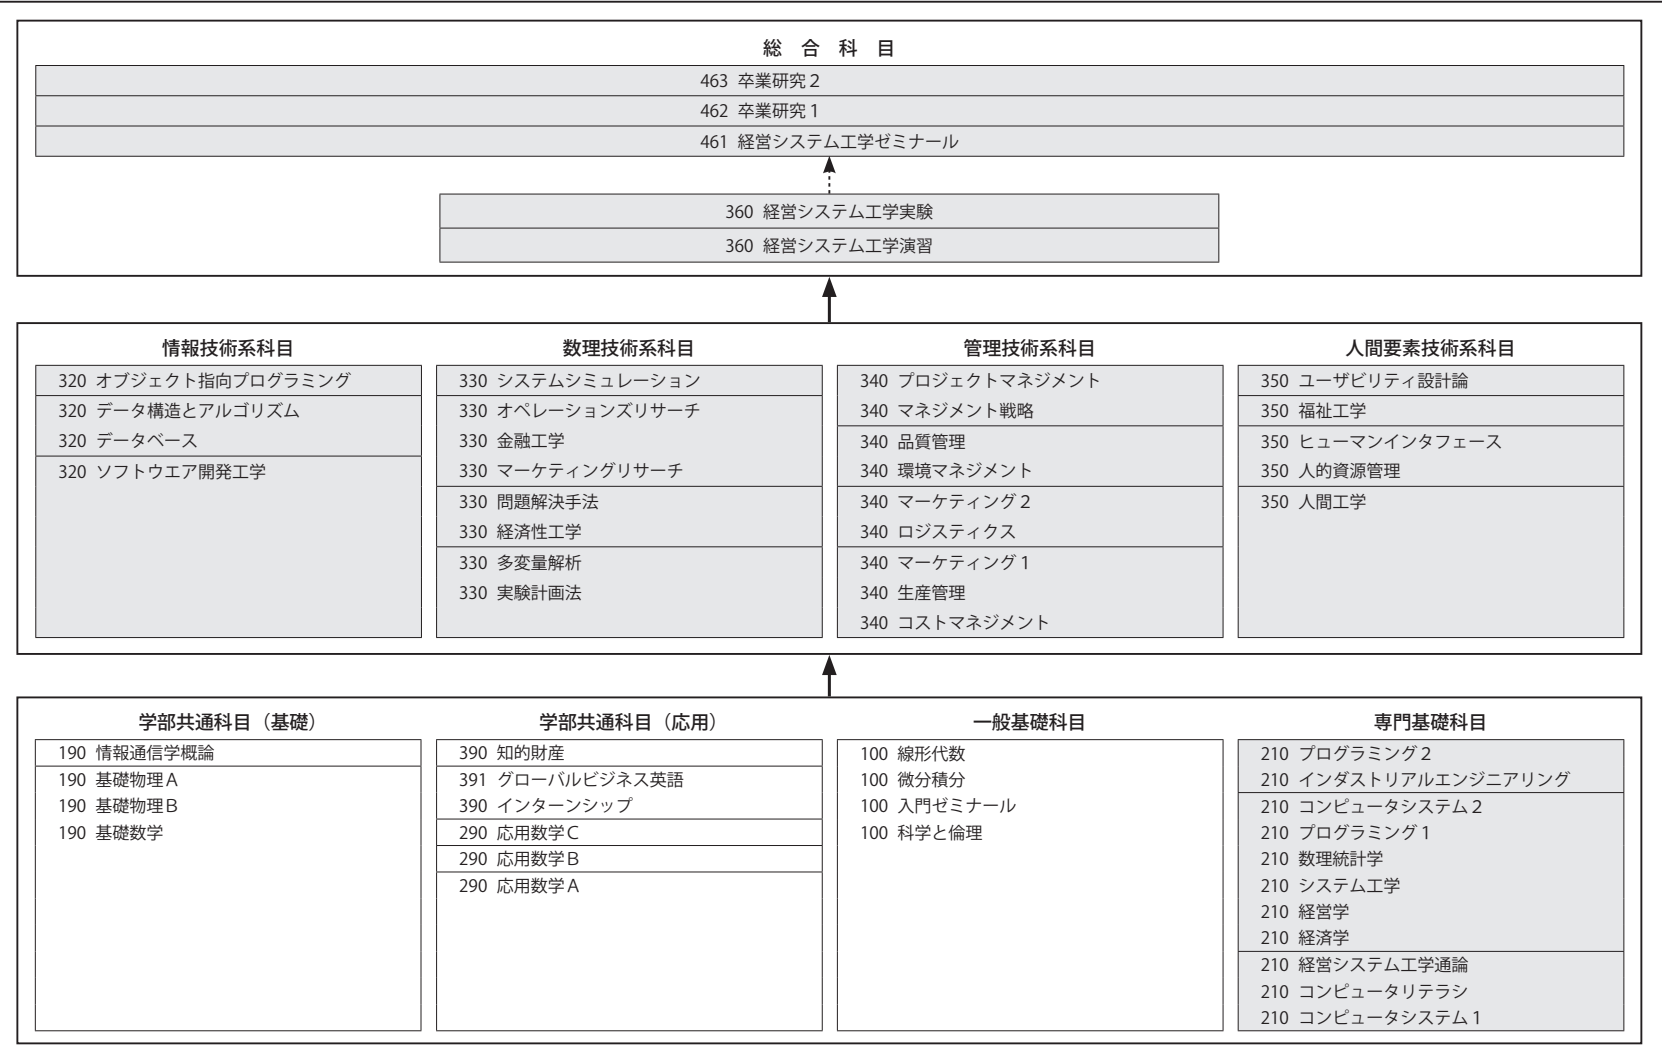 総 合 科 目
463 卒業研究２
462 卒業研究１
461 経営システム工学ゼミナール
360 経営システム工学実験
360 経営システム工学演習
情報技術系科目
320 オブジェクト指向プログラミング
320 データ構造とアルゴリズム
320 データベース
320 ソフトウエア開発工学
数理技術系科目
330 システムシミュレーション
330 オペレーションズリサーチ
330 金融工学
330 マーケティングリサーチ
330 問題解決手法
330 経済性工学
330 多変量解析
330 実験計画法
管理技術系科目
340 プロジェクトマネジメント
340 マネジメント戦略
340 品質管理
340 環境マネジメント
340 マーケティング２
340 ロジスティクス
340 マーケティング１
340 生産管理
340 コストマネジメント
人間要素技術系科目
350 ユーザビリティ設計論
350 福祉工学
350 ヒューマンインタフェース
350 人的資源管理
350 人間工学
学部共通科目（基礎）
190 情報通信学概論
190 基礎物理Ａ
190 基礎物理Ｂ
190 基礎数学
学部共通科目（応用）
390 知的財産
391 グローバルビジネス英語
390 インターンシップ
290 応用数学Ｃ
290 応用数学Ｂ
290 応用数学Ａ
一般基礎科目
100 線形代数
100 微分積分
100 入門ゼミナール
100 科学と倫理
専門基礎科目
210 プログラミング２
210 インダストリアルエンジニアリング
210 コンピュータシステム２
210 プログラミング１
210 数理統計学
210 システム工学
210 経営学
210 経済学
210 経営システム工学通論
210 コンピュータリテラシ
210 コンピュータシステム１